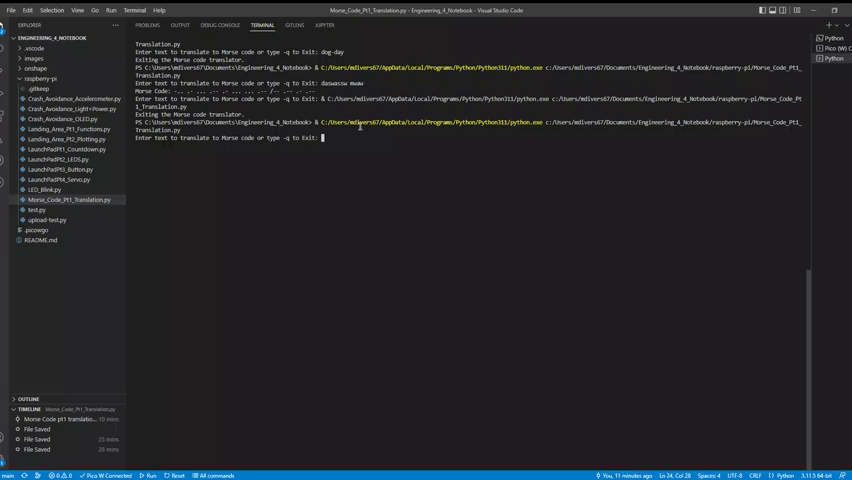 File Edit Selection View Go Run Terminal Help
Morse_Code_Pt1_Translation.py - Engineering_4_Notebook - Visual Studio Code
EXPLORER
PROBLEMS OUTPUT DEBUG CONSOLE TERMINAL GITLENS JUPYTER
ENGINEERING_4_NOTEBOOK
.vscode
images
onshape
raspberry-pi
.gitkeep
Crash_Avoidance_Accelerometer.py
Crash_Avoidance_Light+Power.py
Crash_Avoidance_OLED.py
Landing_Area_Pt1_Functions.py
Landing_Area_Pt2_Plotting.py
LaunchPadPt1_Countdown.py
LaunchPadPt2_LEDS.py
LaunchPadPt3_Button.py
LaunchPadPt4_Servo.py
LED_Blink.py
Morse_Code_Pt1_Translation.py
test.py
upload-test.py
.picowgo
README.md
OUTLINE
TIMELINE Morse_Code_Pt1_Translation.py
Morse Code pt1 translatio... 10 mins
File Saved
File Saved 25 mins
File Saved 28 mins
Translation.py
Enter text to translate to Morse code or type -q to Exit: dog-day
Exiting the Morse code translator.
PS C:\Users\mdivers67\Documents\Engineering_4_Notebook> & C:/Users/mdivers67/AppData/Local/Programs/Python/Python311/python.exe c:/Users/mdivers67/Documents/Engineering_4_Notebook/raspberry-pi/Morse_Code_Pt1_
Translation.py
Enter text to translate to Morse code or type -q to Exit: daswassw mwaw
Morse Code: -.. .- ... .-- .- ... ... .-- /-- .-- .- .--
Enter text to translate to Morse code or type -q to Exit: & C:/Users/mdivers67/AppData/Local/Programs/Python/Python311/python.exe c:/Users/mdivers67/Documents/Engineering_4_Notebook/raspberry-pi/Morse_Code_Pt
1_Translation.py
Exiting the Morse code translator.
PS C:\Users\mdivers67\Documents\Engineering_4_Notebook> & C:/Users/mdivers67/AppData/Local/Programs/Python/Python311/python.exe c:/Users/mdivers67/Documents/Engineering_4_Notebook/raspberry-pi/Morse_Code_Pt1_
Translation.py
Enter text to translate to Morse code or type -q to Exit:
Python
Pico (W) C
Python
main 0 0 Pico W Connected Run Reset All commands
You, 11 minutes ago Ln 24, Col 28 Spaces: 4 UTF-8 CRLF Python 3.11.5 64-bit